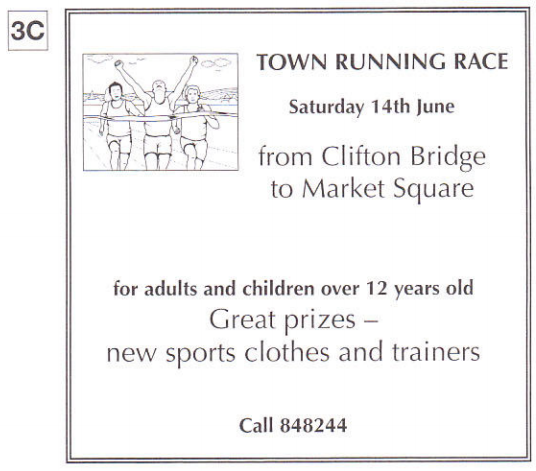 3C
TOWN RUNNING RACE
Saturday 14th June
from Clifton Bridge
to Market Square
for adults and children over 12 years old
Great prizes –
new sports clothes and trainers
Call 848244